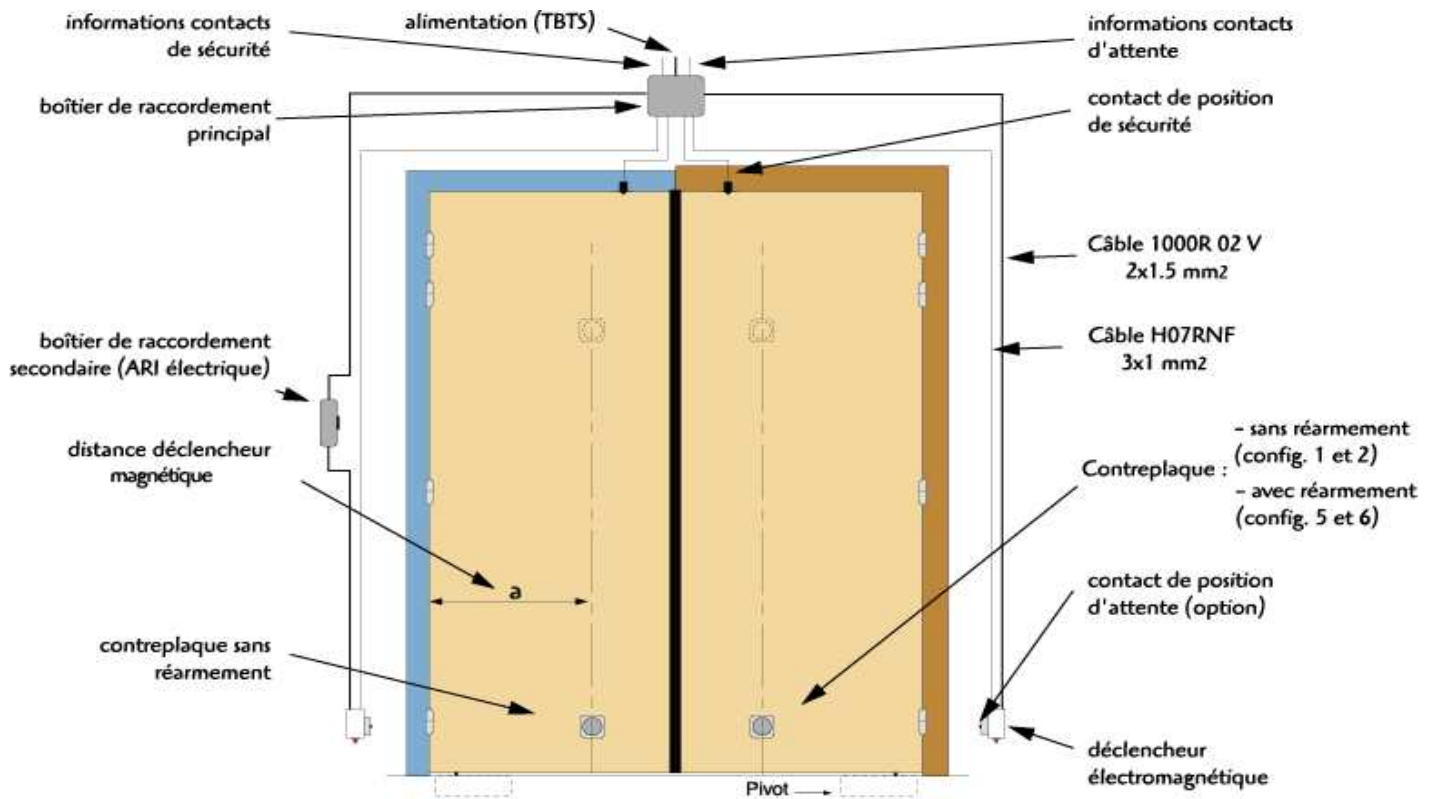 informations contacts
de sécurité
alimentation (TBTS)
informations contacts
d'attente
boîtier de raccordement
principal
contact de position
de sécurité
Câble 1000R 02 V
2x1.5 mm2
boîtier de raccordement
secondaire (ARI électrique)
Câble H07RNF
3x1 mm2
distance déclencheur
magnétique
Contreplaque :
- sans réarmement
(config. 1 et 2)
- avec réarmement
(config. 5 et 6)
a
contact de position
d'attente (option)
contreplaque sans
réarmement
déclencheur
électromagnétique
Pivot